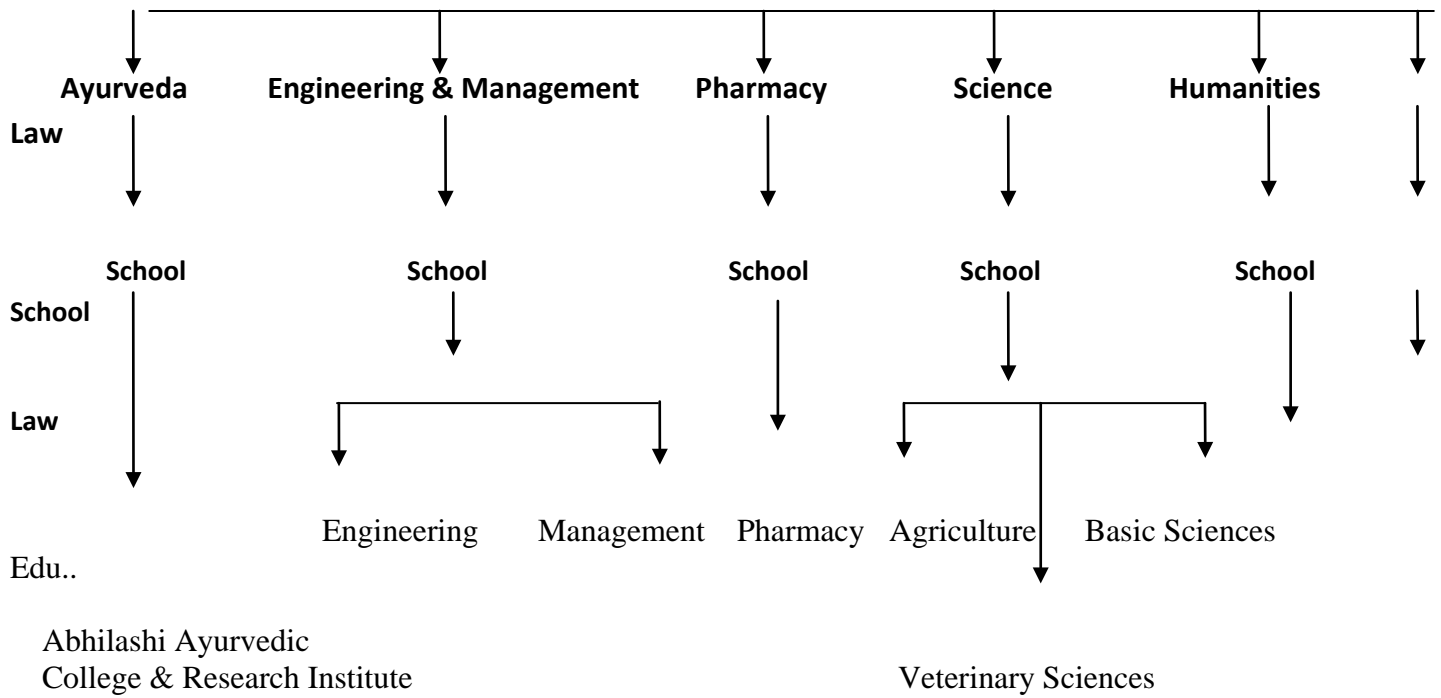 Ayurveda Engineering & Management Pharmacy Science Humanities
Law
School School School School School
School
Law
Engineering Management Pharmacy Agriculture Basic Sciences
Edu..
Abhilashi Ayurvedic
College & Research Institute Veterinary Sciences